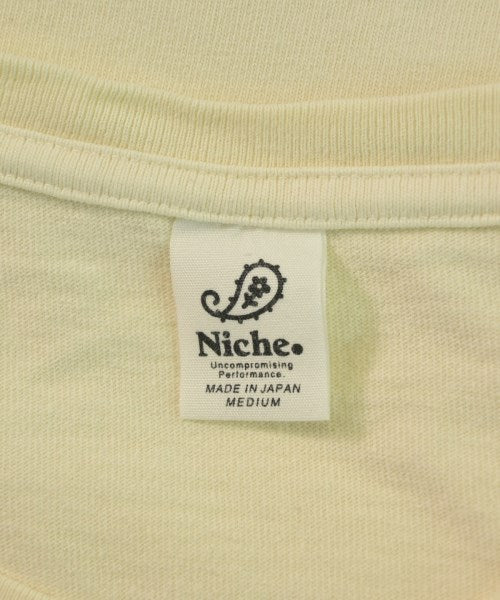 Niche.
Uncompromising
Performance.
MADE IN JAPAN
MEDIUM